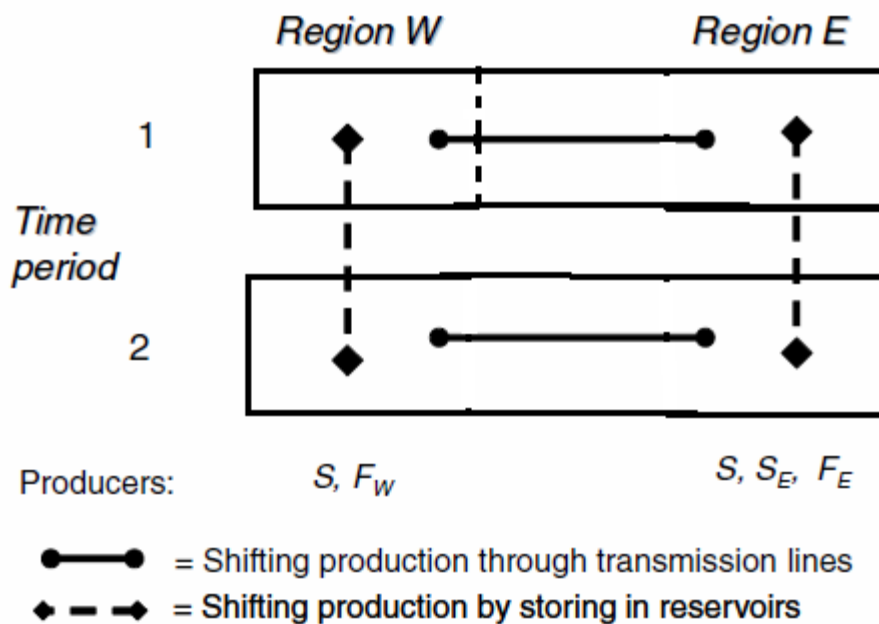 Region W Region E
1
Time
period
2
Producers: S, F_W S, S_E, F_E
= Shifting production through transmission lines
= Shifting production by storing in reservoirs